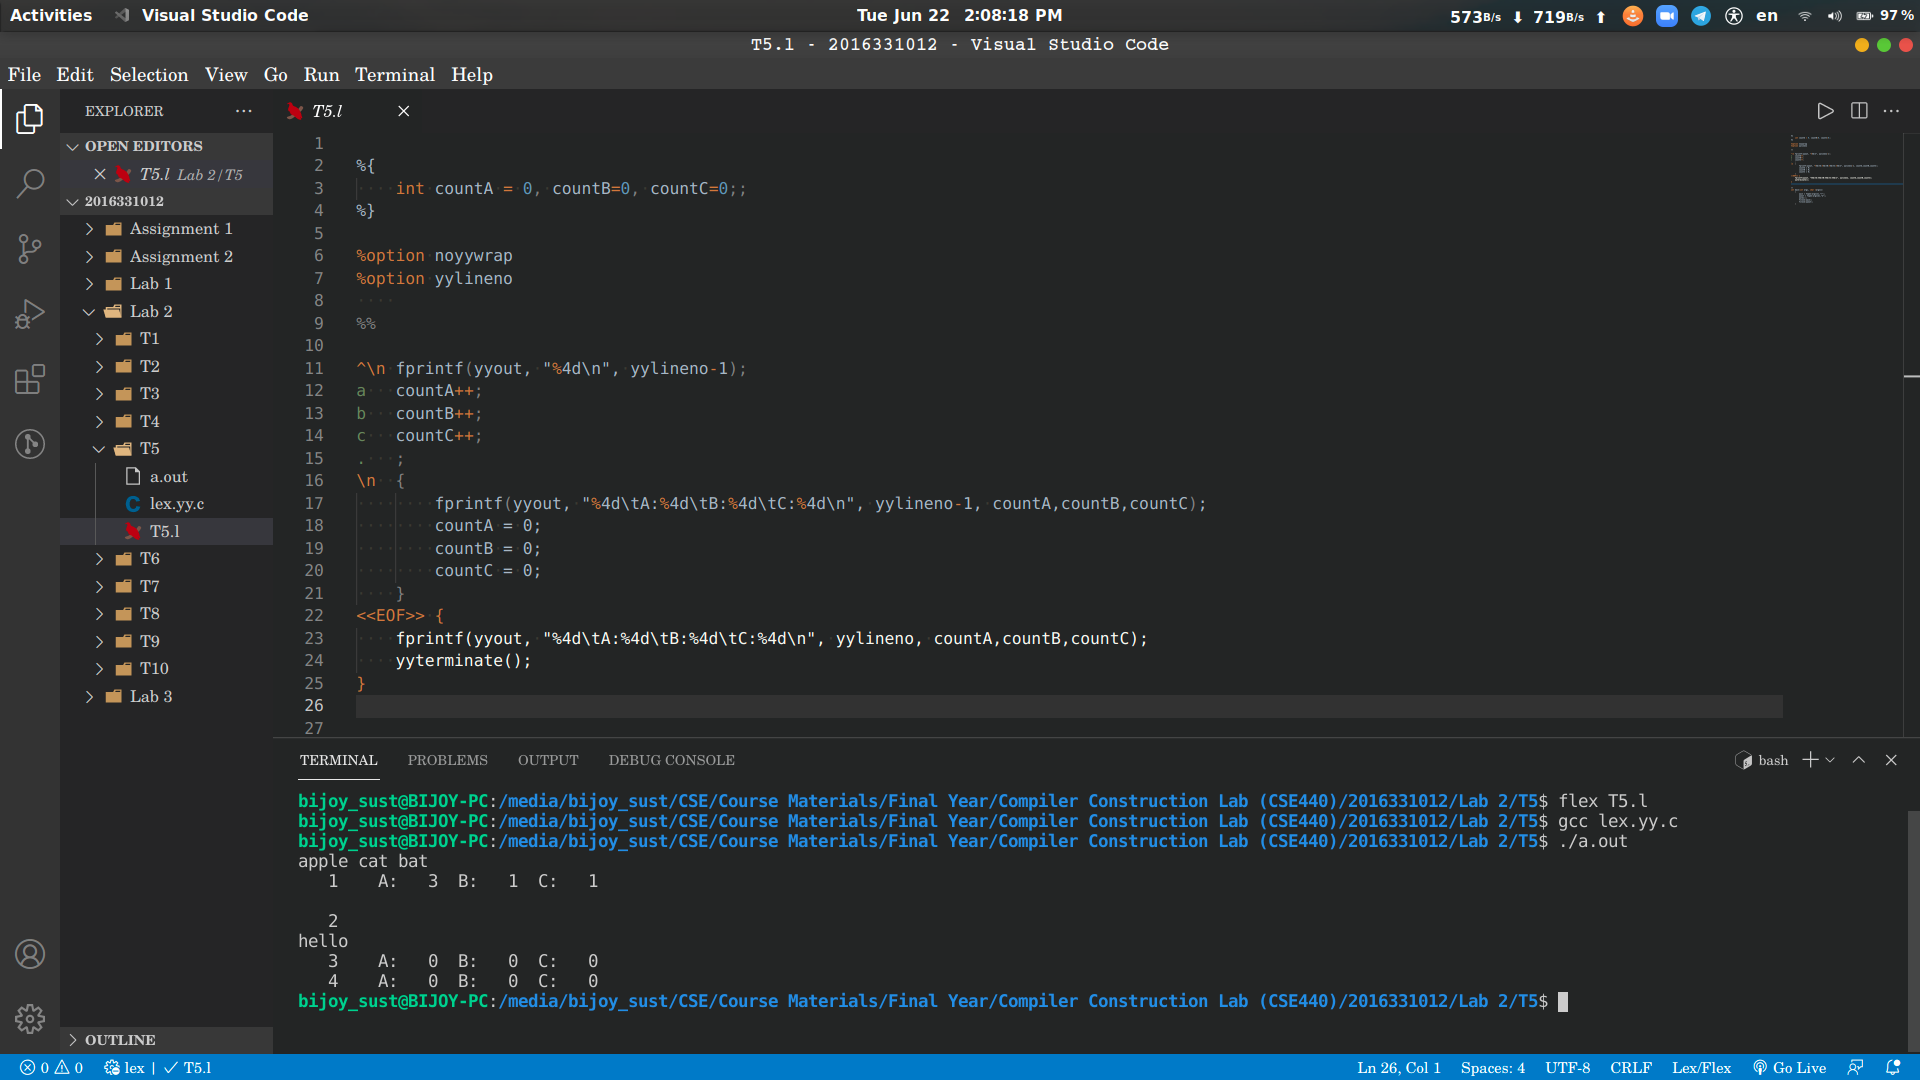 Activities Visual Studio Code Tue Jun 22 2:08:18 PM 573B/s 719B/s en 97 %
T5.l - 2016331012 - Visual Studio Code
File Edit Selection View Go Run Terminal Help
EXPLORER
OPEN EDITORS
T5.l Lab 2/T5
2016331012
Assignment 1
Assignment 2
Lab 1
Lab 2
T1
T2
T3
T4
T5
a.out
lex.yy.c
T5.l
T6
T7
T8
T9
T10
Lab 3
OUTLINE
T5.l
1
2 %{
3 int countA = 0, countB=0, countC=0;;
4 %}
5
6 %option noyywrap
7 %option yylineno
8
9 %%
10
11 ^\n fprintf(yyout, "%4d\n", yylineno-1);
12 a countA++;
13 b countB++;
14 c countC++;
15 . ;
16 \n {
17 fprintf(yyout, "%4d\tA:%4d\tB:%4d\tC:%4d\n", yylineno-1, countA,countB,countC);
18 countA = 0;
19 countB = 0;
20 countC = 0;
21 }
22 <<EOF>> {
23 fprintf(yyout, "%4d\tA:%4d\tB:%4d\tC:%4d\n", yylineno, countA,countB,countC);
24 yyterminate();
25 }
26
27
TERMINAL PROBLEMS OUTPUT DEBUG CONSOLE bash
bijoy_sust@BIJOY-PC:/media/bijoy_sust/CSE/Course Materials/Final Year/Compiler Construction Lab (CSE440)/2016331012/Lab 2/T5$ flex T5.l
bijoy_sust@BIJOY-PC:/media/bijoy_sust/CSE/Course Materials/Final Year/Compiler Construction Lab (CSE440)/2016331012/Lab 2/T5$ gcc lex.yy.c
bijoy_sust@BIJOY-PC:/media/bijoy_sust/CSE/Course Materials/Final Year/Compiler Construction Lab (CSE440)/2016331012/Lab 2/T5$ ./a.out
apple cat bat
1 A: 3 B: 1 C: 1
2
hello
3 A: 0 B: 0 C: 0
4 A: 0 B: 0 C: 0
bijoy_sust@BIJOY-PC:/media/bijoy_sust/CSE/Course Materials/Final Year/Compiler Construction Lab (CSE440)/2016331012/Lab 2/T5$
0 0 lex | T5.l Ln 26, Col 1 Spaces: 4 UTF-8 CRLF Lex/Flex Go Live